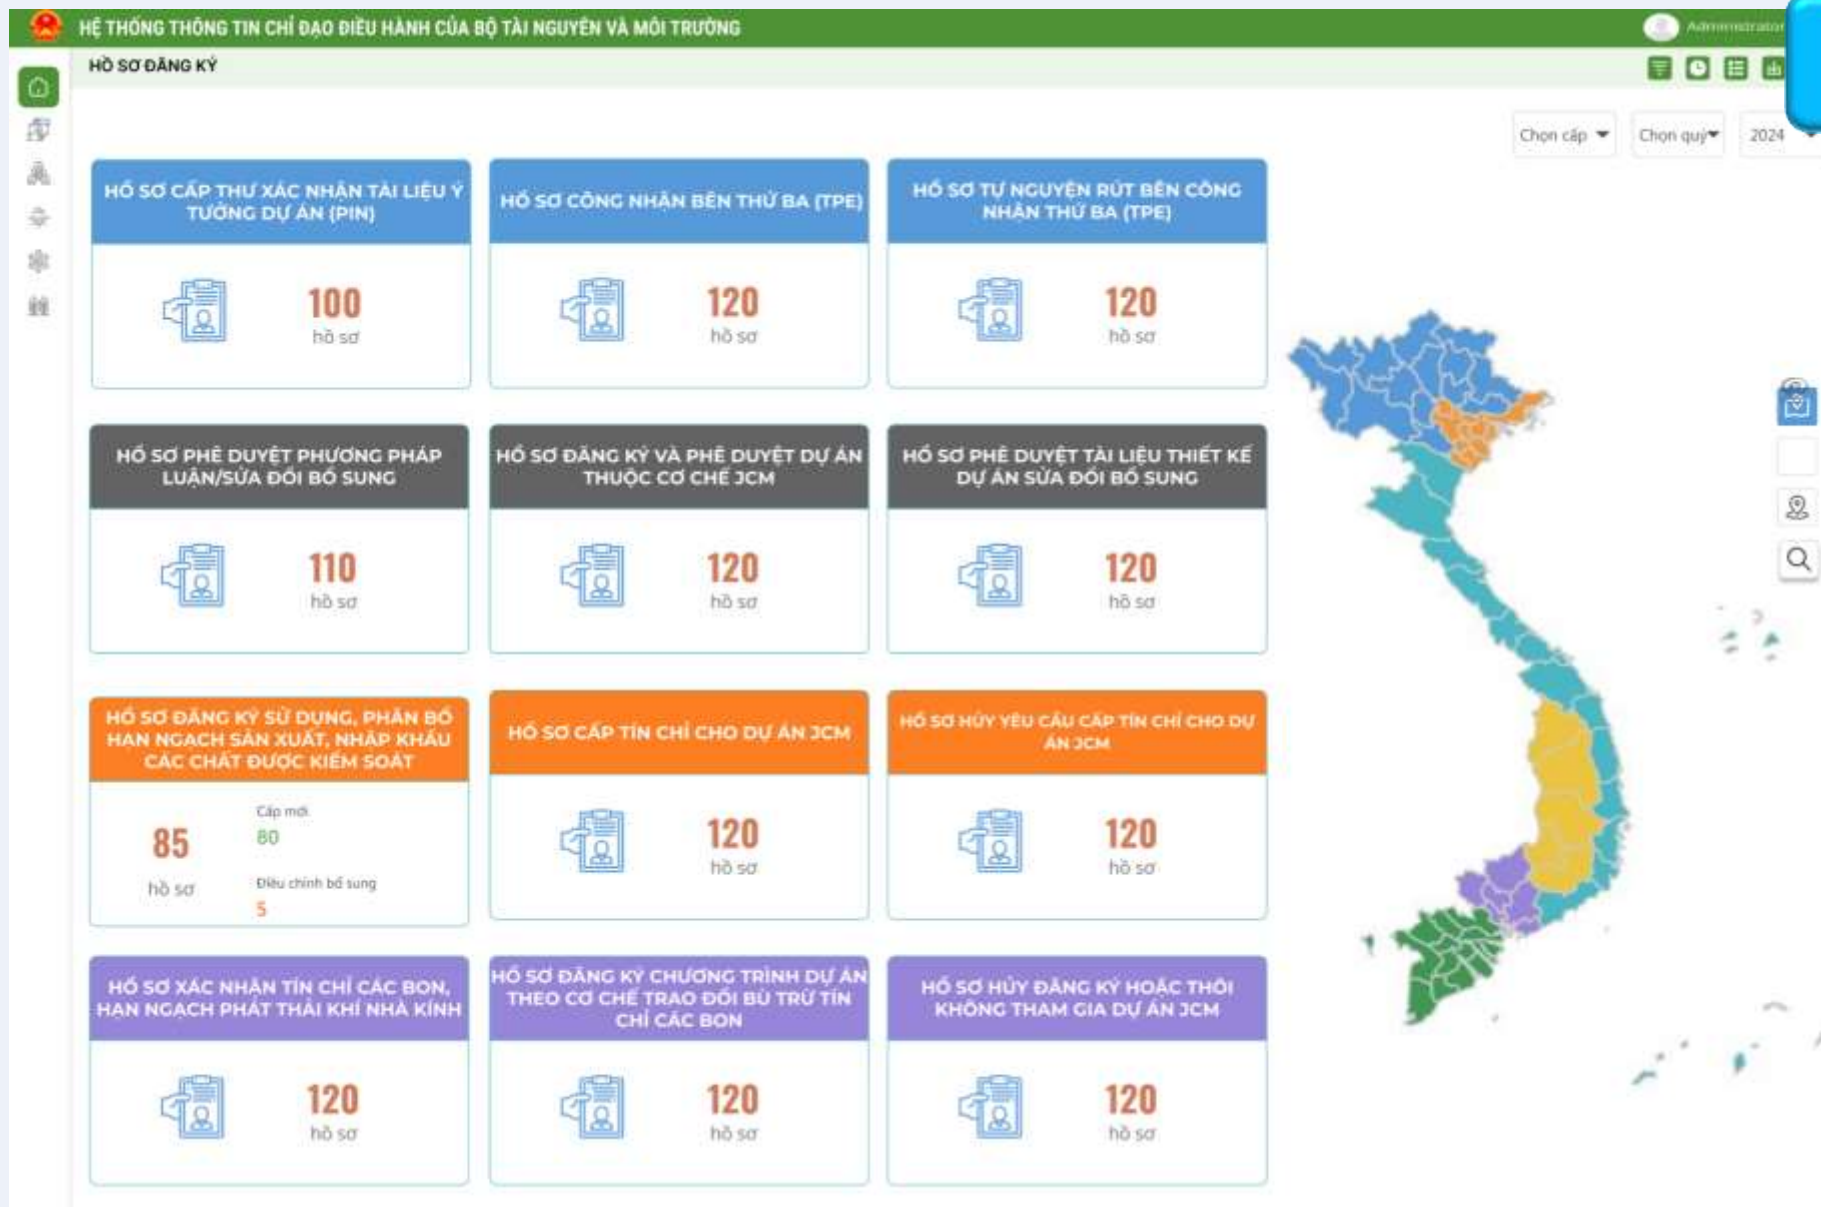 HỆ THỐNG THÔNG TIN CHỈ ĐẠO ĐIỀU HÀNH CỦA BỘ TÀI NGUYÊN VÀ MÔI TRƯỜNG
Administrator
HỒ SƠ ĐĂNG KÝ
Chọn cấp
Chọn quý
2024
HỒ SƠ CẤP THƯ XÁC NHẬN TÀI LIỆU Ý
TƯỞNG DỰ ÁN (PIN)
100
hồ sơ
HỒ SƠ CÔNG NHẬN BÊN THỨ BA (TPE)
120
hồ sơ
HỒ SƠ TỰ NGUYỆN RÚT BÊN CÔNG
NHẬN THỨ BA (TPE)
120
hồ sơ
HỒ SƠ PHÊ DUYỆT PHƯƠNG PHÁP
LUẬN/SỬA ĐỔI BỔ SUNG
110
hồ sơ
HỒ SƠ ĐĂNG KÝ VÀ PHÊ DUYỆT DỰ ÁN
THUỘC CƠ CHẾ JCM
120
hồ sơ
HỒ SƠ PHÊ DUYỆT TÀI LIỆU THIẾT KẾ
DỰ ÁN SỬA ĐỔI BỔ SUNG
120
hồ sơ
HỒ SƠ ĐĂNG KÝ SỬ DỤNG, PHÂN BỔ
HẠN NGẠCH SẢN XUẤT, NHẬP KHẨU
CÁC CHẤT ĐƯỢC KIỂM SOÁT
85
hồ sơ
Cấp mới
80
Điều chỉnh bổ sung
5
HỒ SƠ CẤP TÍN CHỈ CHO DỰ ÁN JCM
120
hồ sơ
HỒ SƠ HỦY YÊU CẦU CẤP TÍN CHỈ CHO DỰ
ÁN JCM
120
hồ sơ
HỒ SƠ XÁC NHẬN TÍN CHỈ CÁC BON,
HẠN NGẠCH PHÁT THẢI KHÍ NHÀ KÍNH
120
hồ sơ
HỒ SƠ ĐĂNG KÝ CHƯƠNG TRÌNH DỰ ÁN
THEO CƠ CHẾ TRAO ĐỔI BÙ TRỪ TÍN
CHỈ CÁC BON
120
hồ sơ
HỒ SƠ HỦY ĐĂNG KÝ HOẶC THÔI
KHÔNG THAM GIA DỰ ÁN JCM
120
hồ sơ